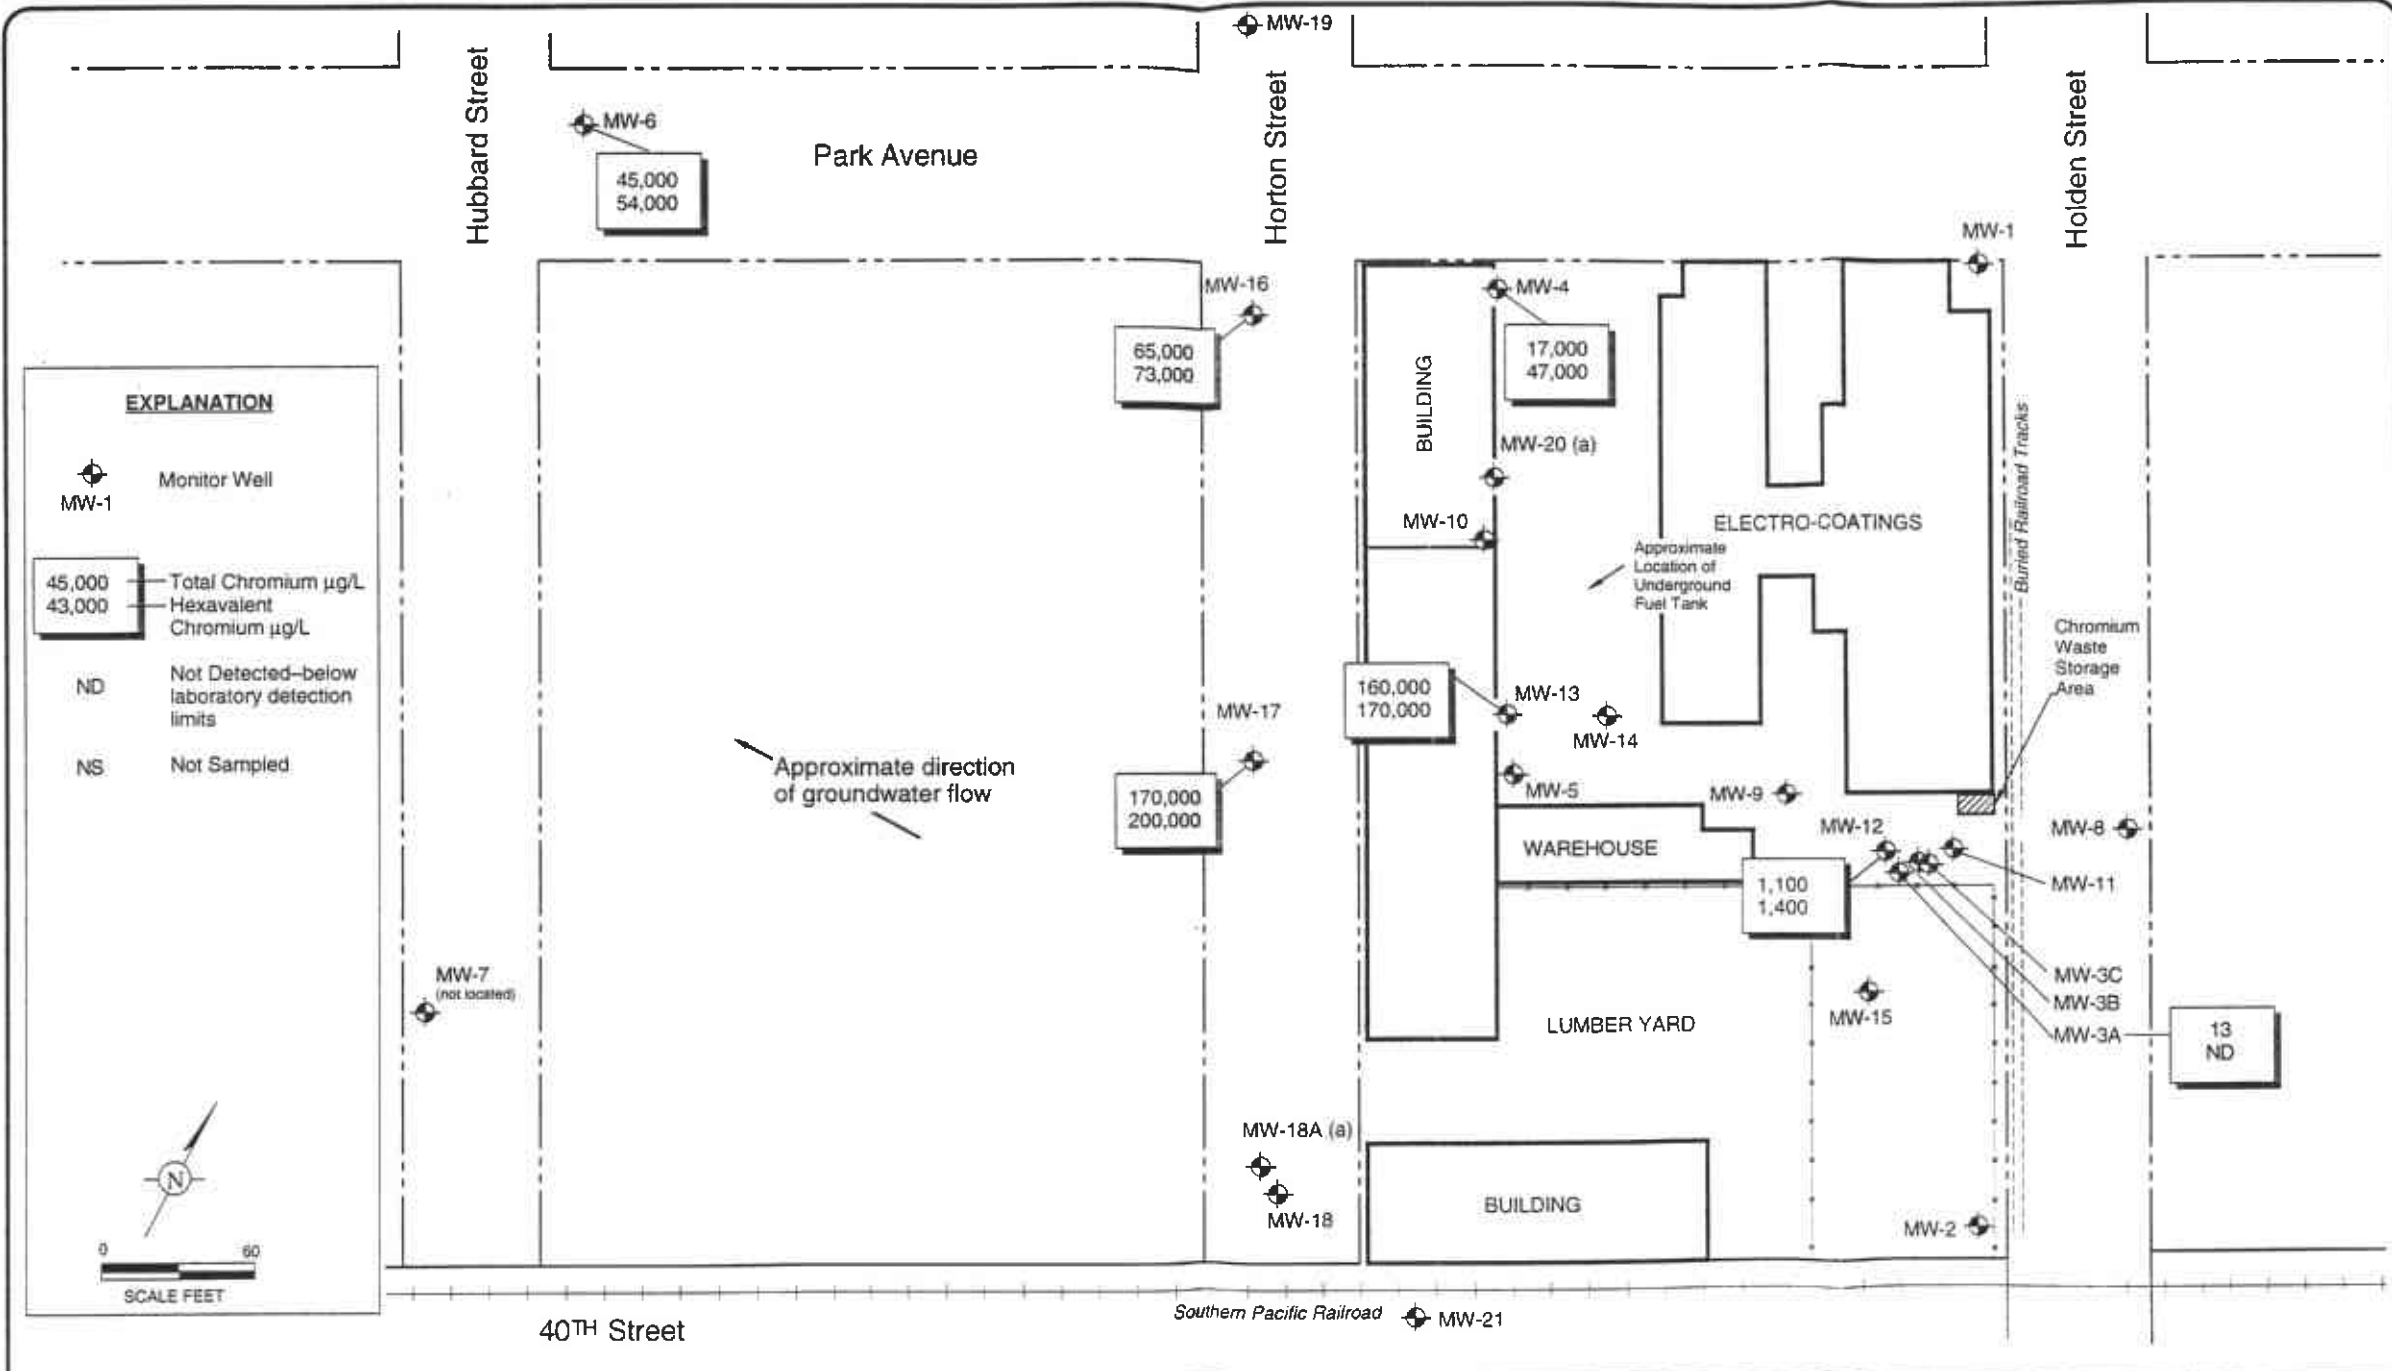 MW-19
Hubbard Street
Horton Street
Holden Street
MW-6
45,000
54,000
Park Avenue
MW-1
MW-16
65,000
73,000
MW-4
17,000
47,000
BUILDING
MW-20 (a)
MW-10
ELECTRO-COATINGS
Approximate
Location of
Underground
Fuel Tank
Buried Railroad Tracks
Chromium
Waste
Storage
Area
EXPLANATION
MW-1
Monitor Well
45,000
43,000
Total Chromium µg/L
Hexavalent
Chromium µg/L
ND
Not Detected–below
laboratory detection
limits
NS
Not Sampled
160,000
170,000
MW-13
MW-14
MW-17
170,000
200,000
Approximate direction
of groundwater flow
MW-5
MW-9
WAREHOUSE
MW-12
1,100
1,400
MW-8
MW-11
MW-3C
MW-3B
MW-3A
13
ND
MW-7
(not located)
LUMBER YARD
MW-15
MW-18A (a)
MW-18
BUILDING
MW-2
N
0 60
SCALE FEET
Southern Pacific Railroad
MW-21
40TH Street